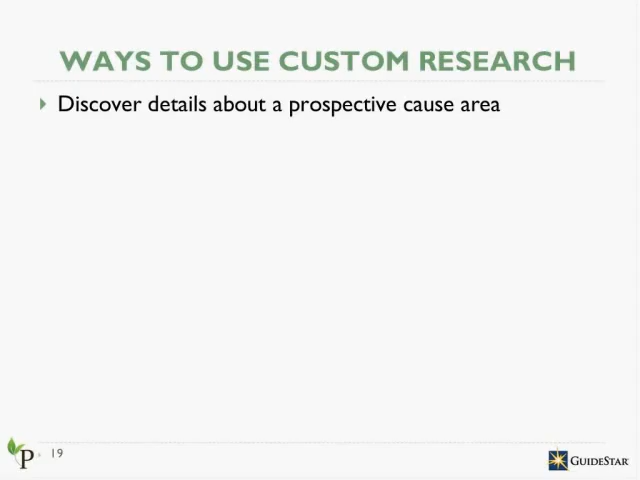 WAYS TO USE CUSTOM RESEARCH
Discover details about a prospective cause area
P
19
GUIDESTAR